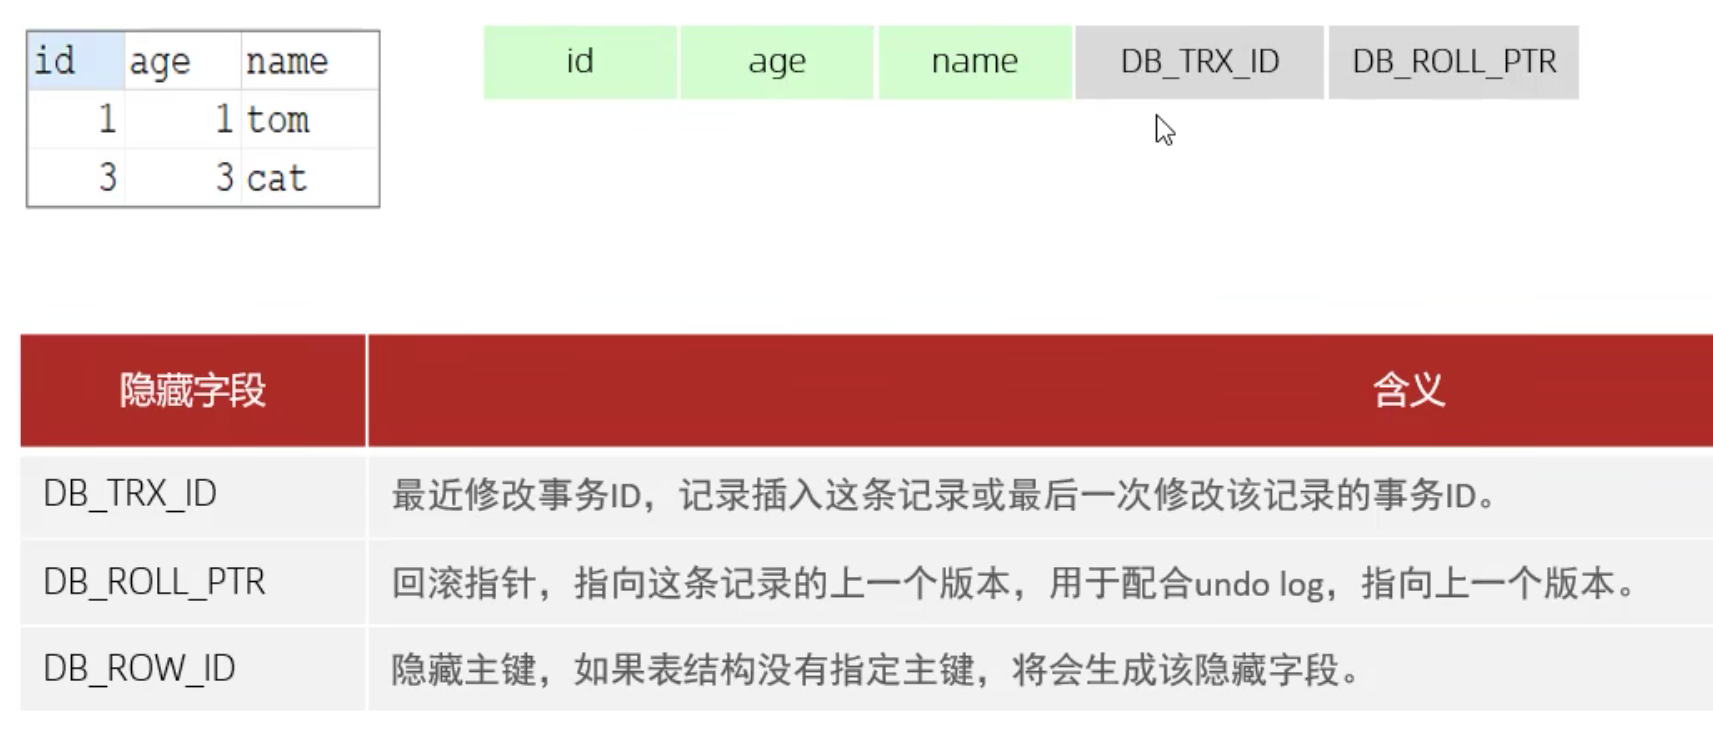 id age name
1 1 tom
3 3 cat
id age name DB_TRX_ID DB_ROLL_PTR
隐藏字段 含义
DB_TRX_ID 最近修改事务ID，记录插入这条记录或最后一次修改该记录的事务ID。
DB_ROLL_PTR 回滚指针，指向这条记录的上一个版本，用于配合undo log，指向上一个版本。
DB_ROW_ID 隐藏主键，如果表结构没有指定主键，将会生成该隐藏字段。